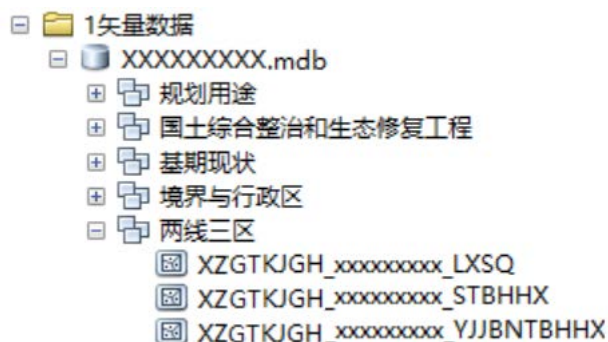 1矢量数据
XXXXXXXXX.mdb
规划用途
国土综合整治和生态修复工程
基期现状
境界与行政区
两线三区
XZGTKJGH_xxxxxxxxx_LXSQ
XZGTKJGH_xxxxxxxxx_STBHHX
XZGTKJGH_xxxxxxxxx_YJJBNTBHHX